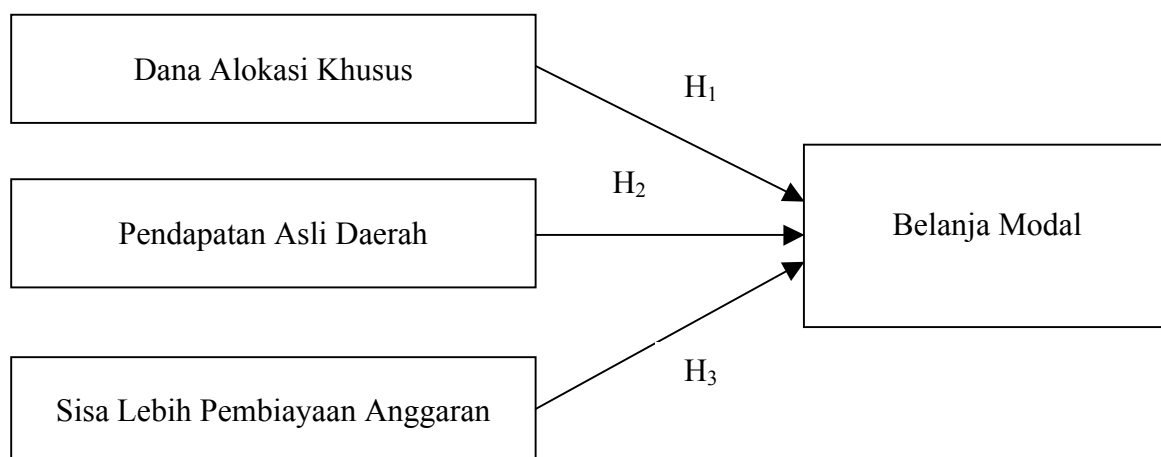 Dana Alokasi Khusus
H₁
Pendapatan Asli Daerah
H₂
Belanja Modal
Sisa Lebih Pembiayaan Anggaran
H₃